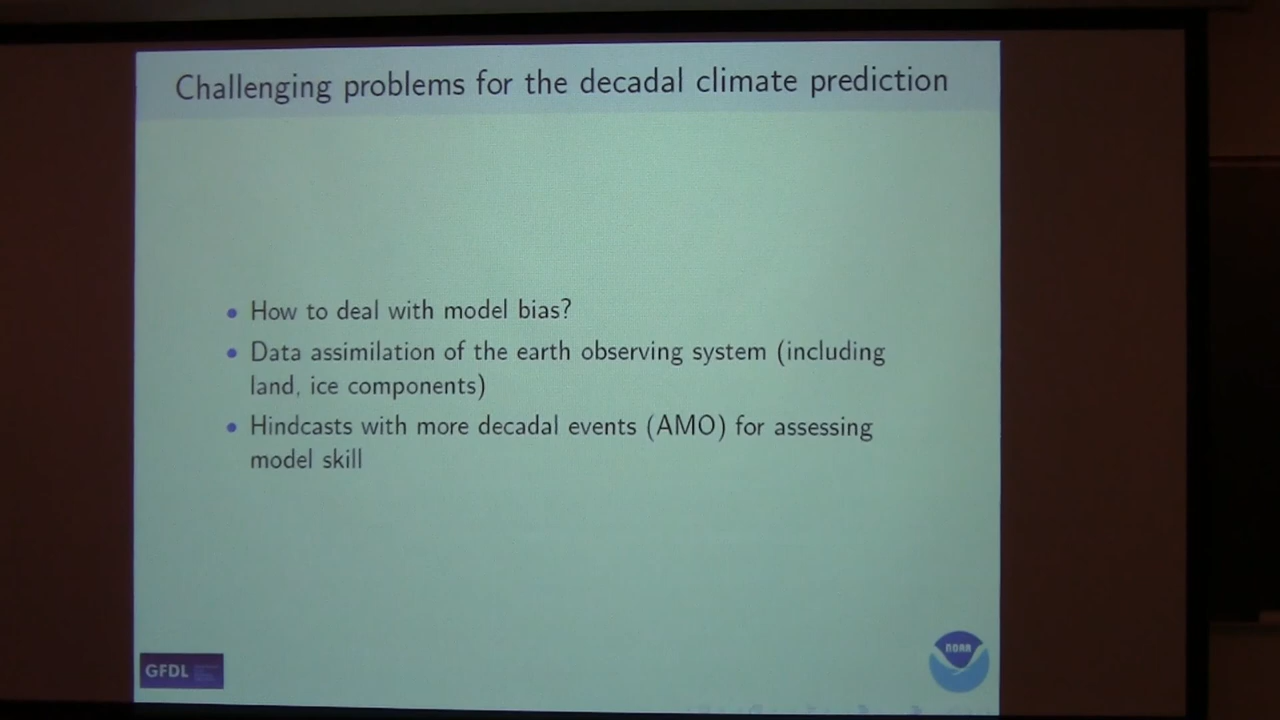 Challenging problems for the decadal climate prediction
• How to deal with model bias?
• Data assimilation of the earth observing system (including
land, ice components)
• Hindcasts with more decadal events (AMO) for assessing
model skill
GFDL
NOAA